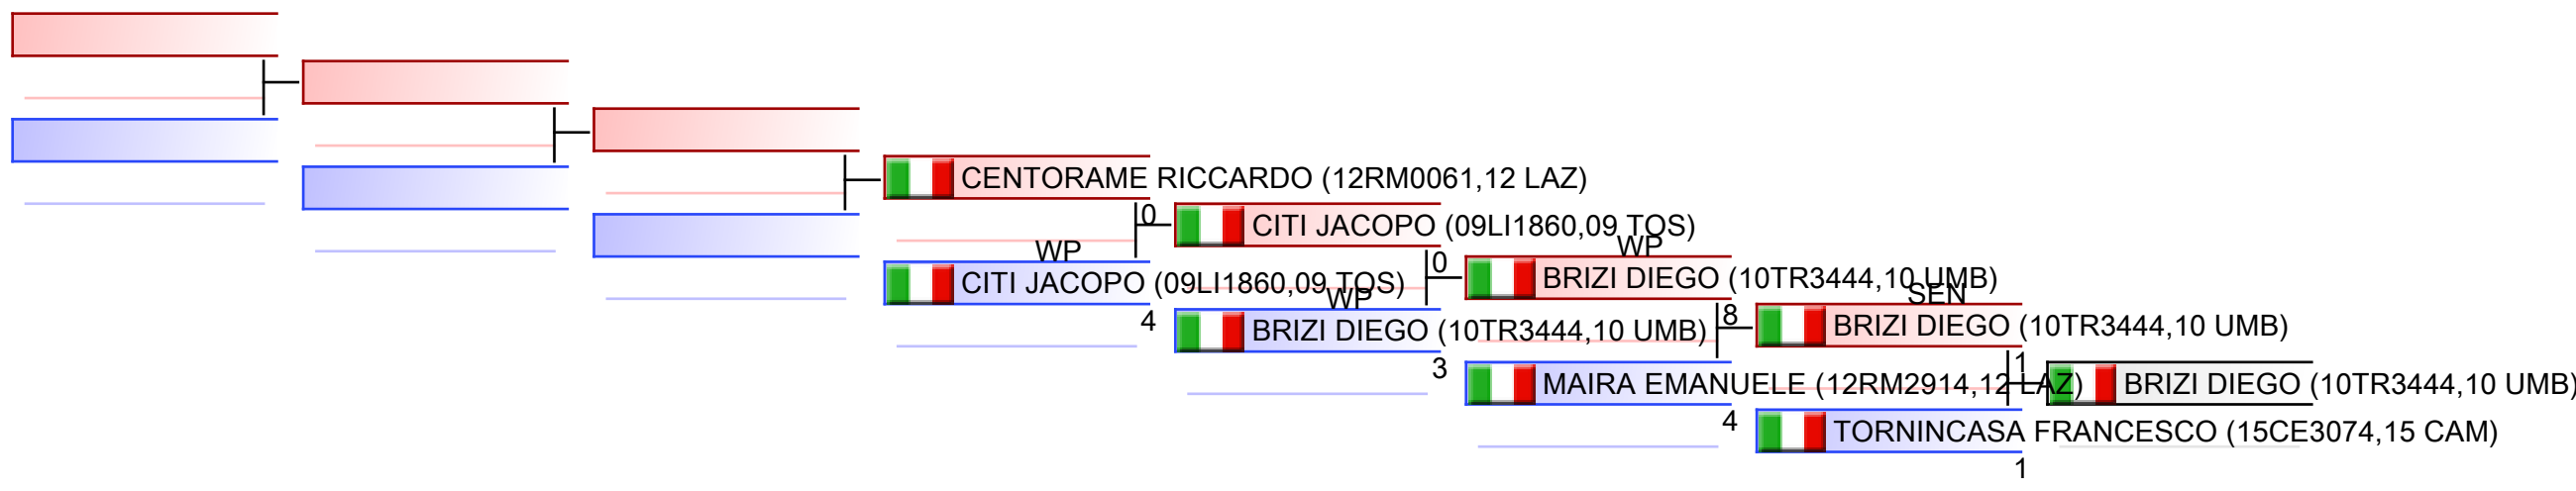 CENTORAME RICCARDO (12RM0061,12 LAZ)
0
CITI JACOPO (09LI1860,09 TOS)
WP
WP
CITI JACOPO (09LI1860,09 TOS)
0
BRIZI DIEGO (10TR3444,10 UMB)
WP
SEN
4
BRIZI DIEGO (10TR3444,10 UMB)
8
BRIZI DIEGO (10TR3444,10 UMB)
3
MAIRA EMANUELE (12RM2914,12 LAZ)
1
BRIZI DIEGO (10TR3444,10 UMB)
4
TORNINCASA FRANCESCO (15CE3074,15 CAM)
1